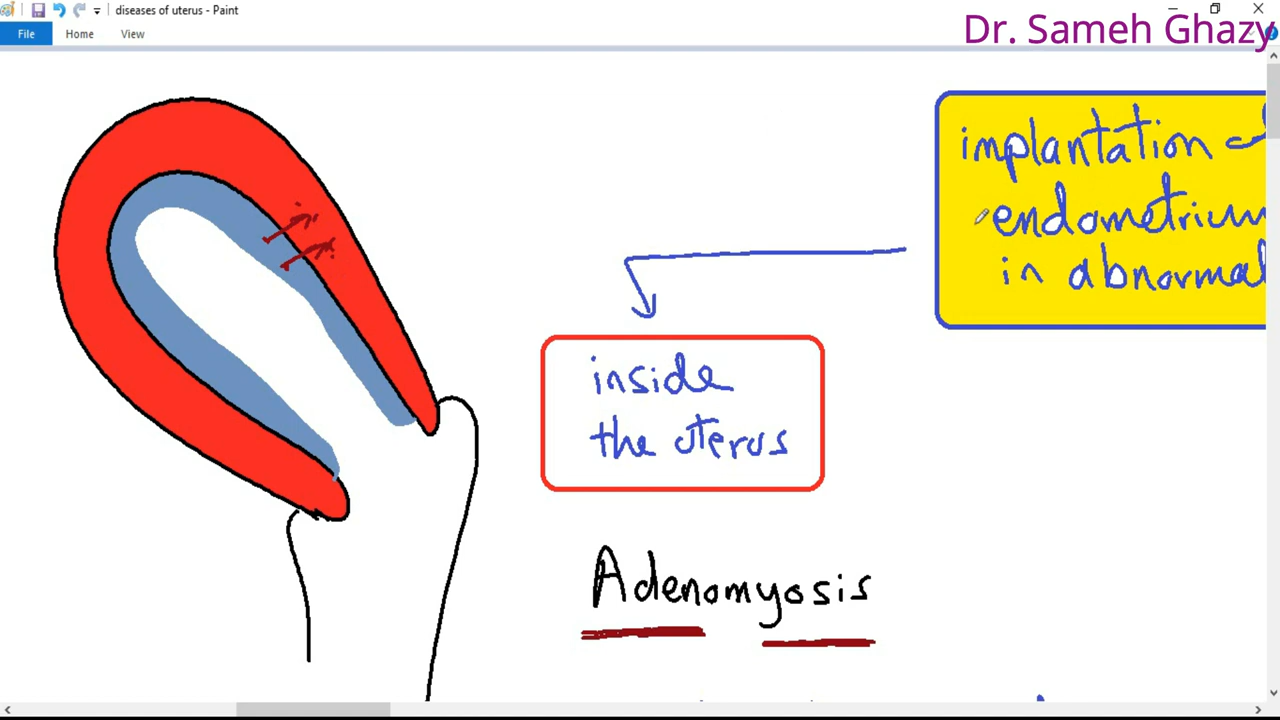 diseases of uterus - Paint
Dr. Sameh Ghazy
File Home View
implantation
endometrium
in abnormal
inside
the uterus
Adenomyosis